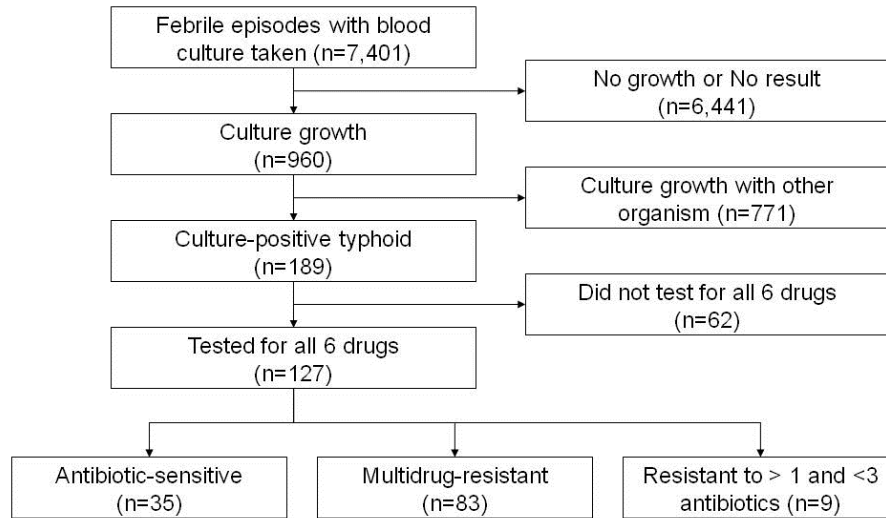 Febrile episodes with blood
culture taken (n=7,401)
No growth or No result
(n=6,441)
Culture growth
(n=960)
Culture growth with other
organism (n=771)
Culture-positive typhoid
(n=189)
Did not test for all 6 drugs
(n=62)
Tested for all 6 drugs
(n=127)
Antibiotic-sensitive
(n=35)
Multidrug-resistant
(n=83)
Resistant to > 1 and <3
antibiotics (n=9)